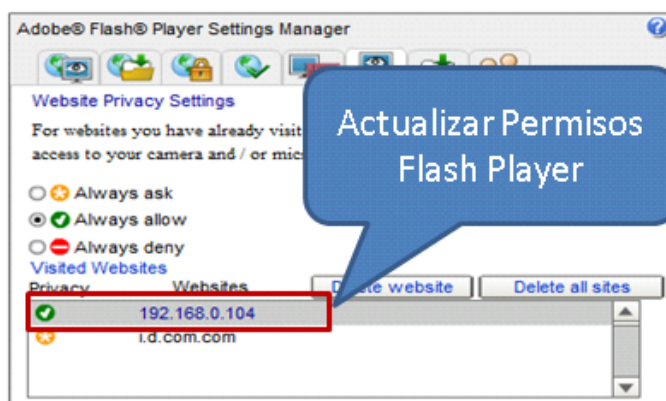 Adobe® Flash® Player Settings Manager
Website Privacy Settings
For websites you have already visit
access to your camera and / or mic
Actualizar Permisos
Flash Player
Always ask
Always allow
Always deny
Visited Websites
Privacy Websites website Delete all sites
192.168.0.104
i.d.com.com